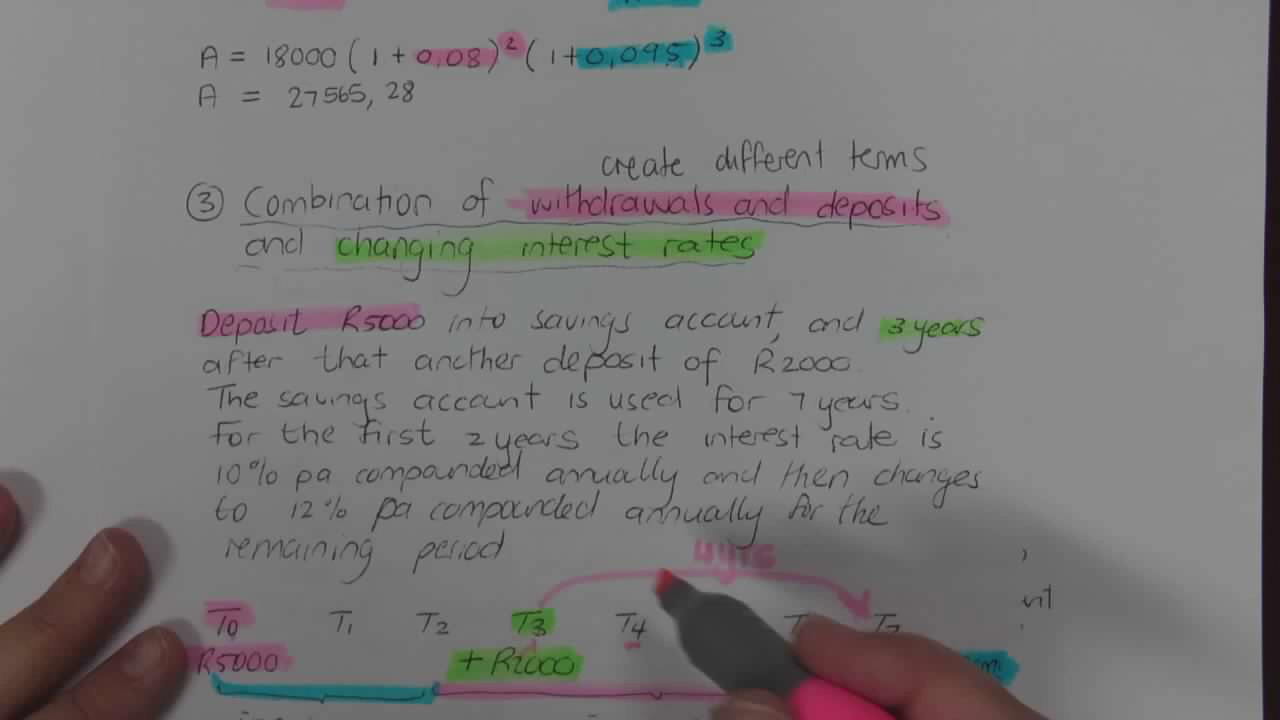 A = 18000 (1 + 0,08)² (1 + 0,095)³
A = 27565,28
create different terms
③ Combination of withdrawals and deposits
and changing interest rates
Deposit R5000 into savings account, and 3 years
after that another deposit of R2000.
The savings account is used for 7 years.
For the first 2 years the interest rate is
10% pa compounded annually and then changes
to 12% pa compounded annually for the
remaining period
4yrs
T0 T1 T2 T3 T4 T7
R5000 + R2000